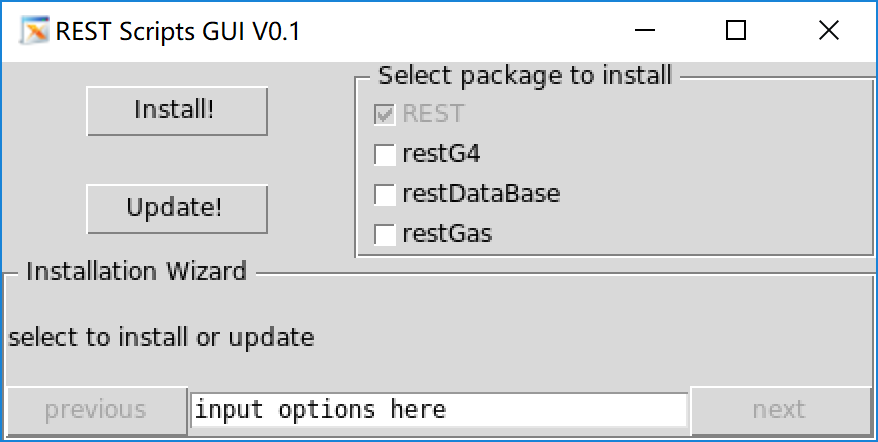 REST Scripts GUI V0.1
Install!
Update!
Select package to install
REST
restG4
restDataBase
restGas
Installation Wizard
select to install or update
previous
input options here
next